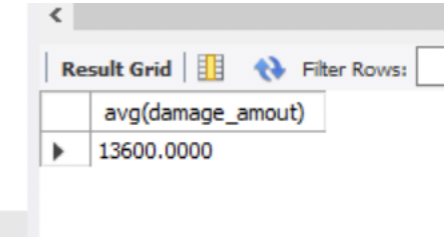 Result Grid Filter Rows:
avg(damage_amout)
13600.0000